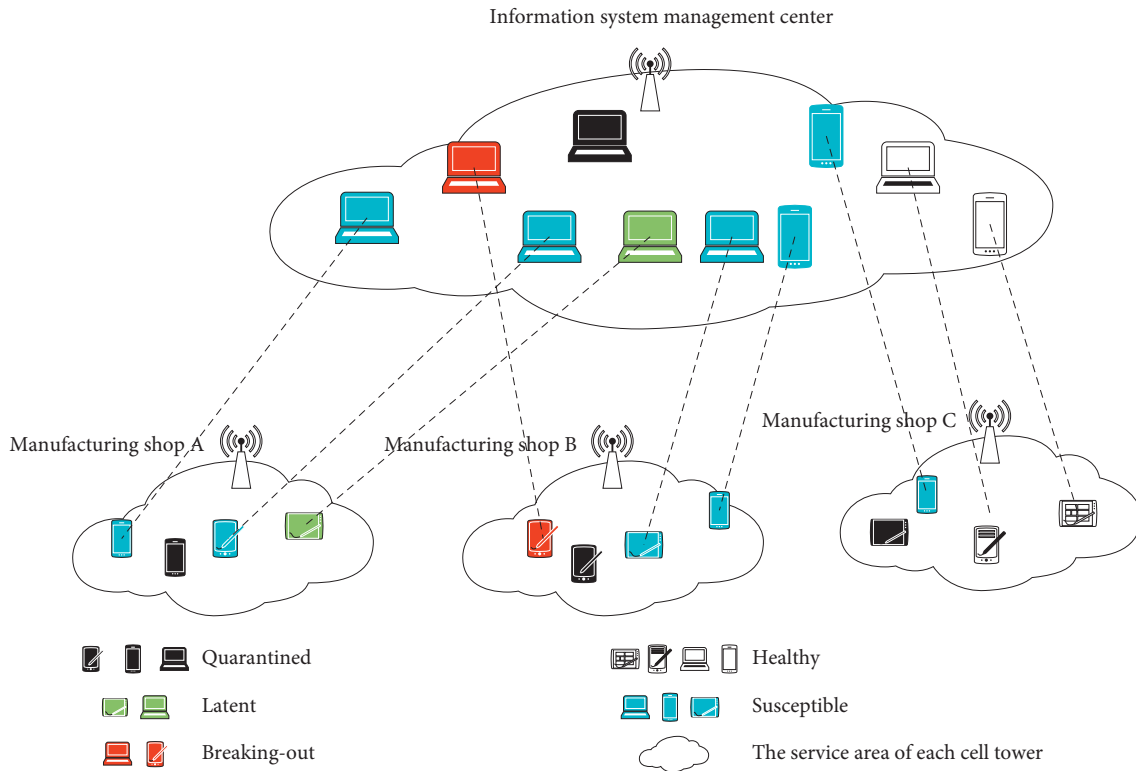 Information system management center
Manufacturing shop A
Manufacturing shop B
Manufacturing shop C
Quarantined
Healthy
Latent
Susceptible
Breaking-out
The service area of each cell tower